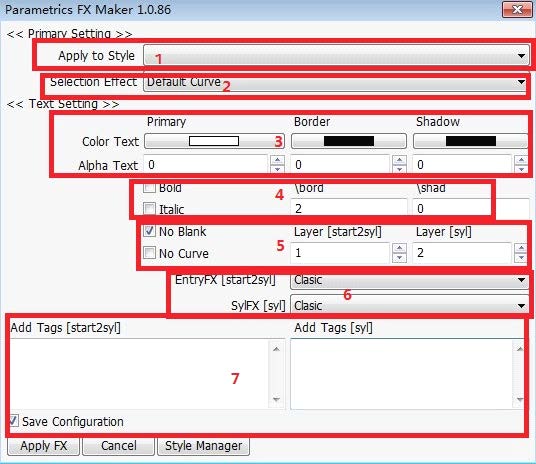 Parametrics FX Maker 1.0.86
<< Primary Setting >>
Apply to Style 1
Selection Effect Default Curve 2
<< Text Setting >>
Primary Border Shadow
Color Text 3
Alpha Text 0 0 0
Bold 4 \bord \shad
Italic 2 0
No Blank 5 Layer [start2syl] Layer [syl]
No Curve 1 2
EntryFX [start2syl] Clasic
SylFX [syl] Clasic 6
Add Tags [start2syl] Add Tags [syl]
7
Save Configuration
Apply FX Cancel Style Manager